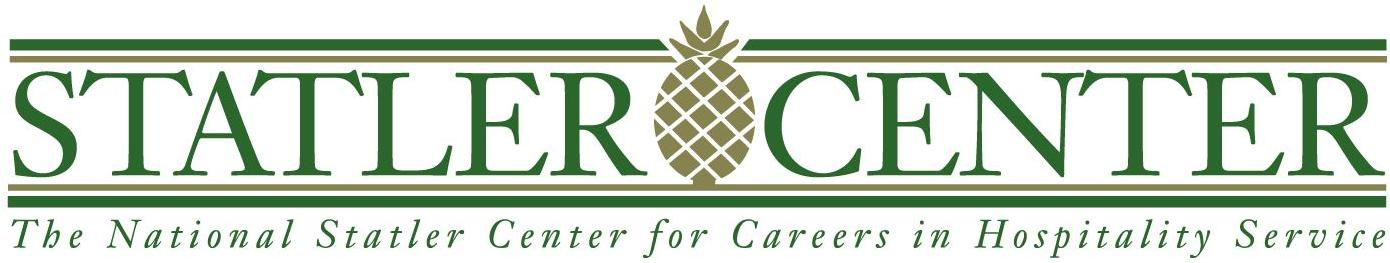 STATLER CENTER
The National Statler Center for Careers in Hospitality Service